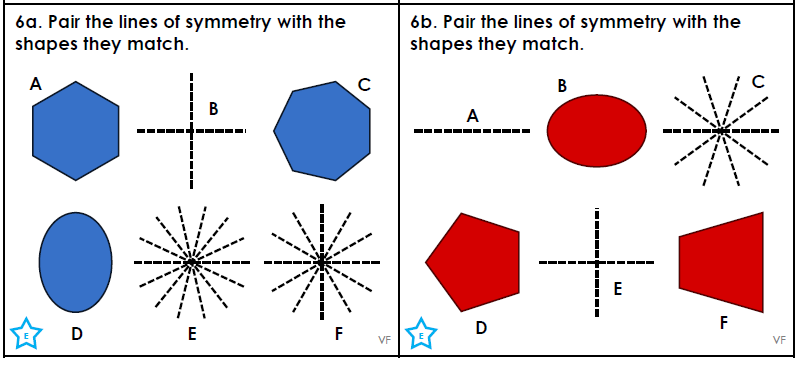 6a. Pair the lines of symmetry with the
shapes they match.
A
B
C
D
E
F
E
VF
6b. Pair the lines of symmetry with the
shapes they match.
A
B
C
D
E
F
E
VF